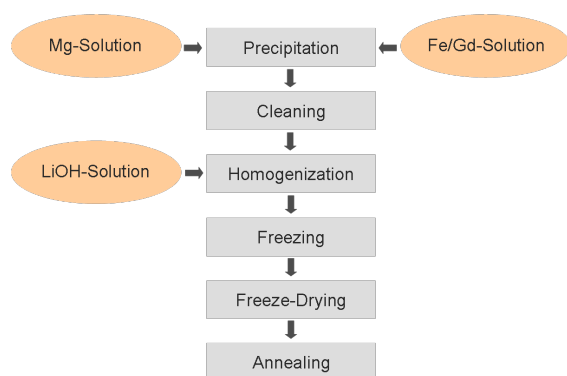 Mg-Solution
Precipitation
Fe/Gd-Solution
Cleaning
LiOH-Solution
Homogenization
Freezing
Freeze-Drying
Annealing